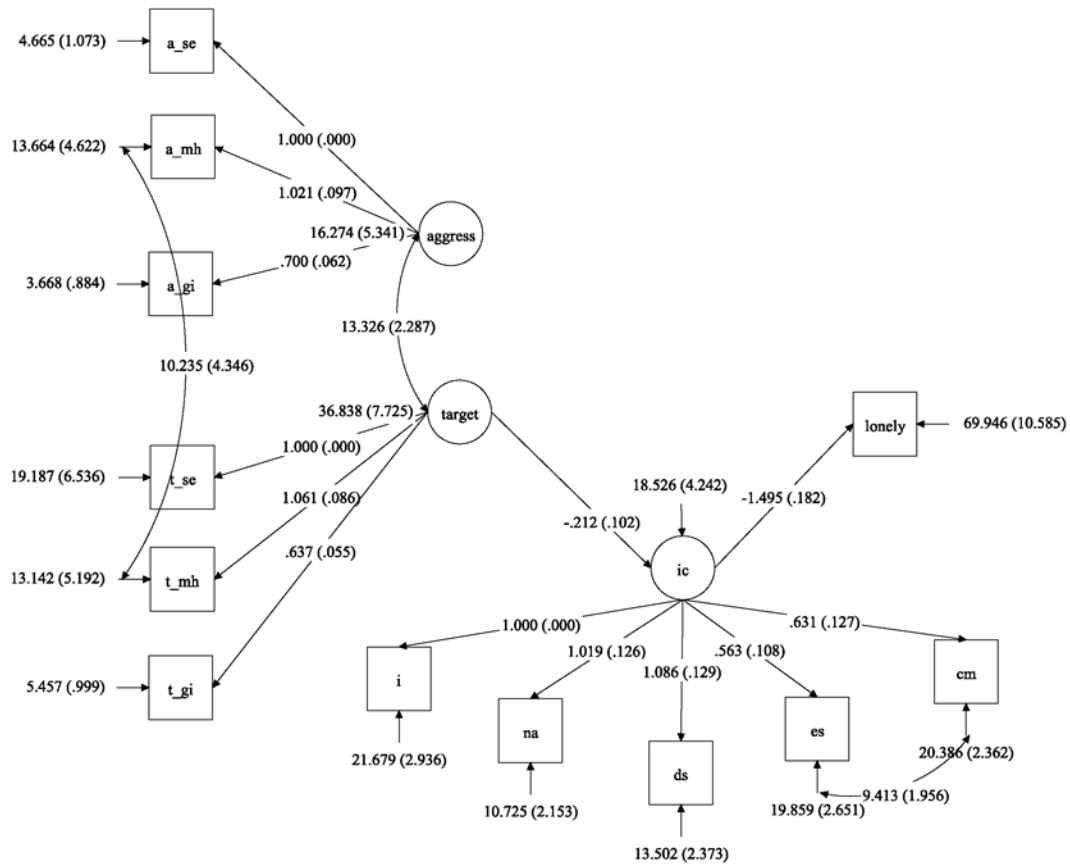 4.665 (1.073)
a_se
1.000 (.000)
13.664 (4.622)
a_mh
1.021 (.097)
16.274 (5.341)
aggress
.700 (.062)
3.668 (.884)
a_gi
13.326 (2.287)
10.235 (4.346)
36.838 (7.725)
target
lonely
69.946 (10.585)
1.000 (.000)
19.187 (6.536)
t_se
18.526 (4.242)
1.061 (.086)
-1.495 (.182)
-.212 (.102)
.637 (.055)
13.142 (5.192)
t_mh
ic
1.000 (.000)
.631 (.127)
1.019 (.126)
.563 (.108)
1.086 (.129)
5.457 (.999)
t_gi
i
cm
na
es
ds
21.679 (2.936)
20.386 (2.362)
9.413 (1.956)
10.725 (2.153)
19.859 (2.651)
13.502 (2.373)